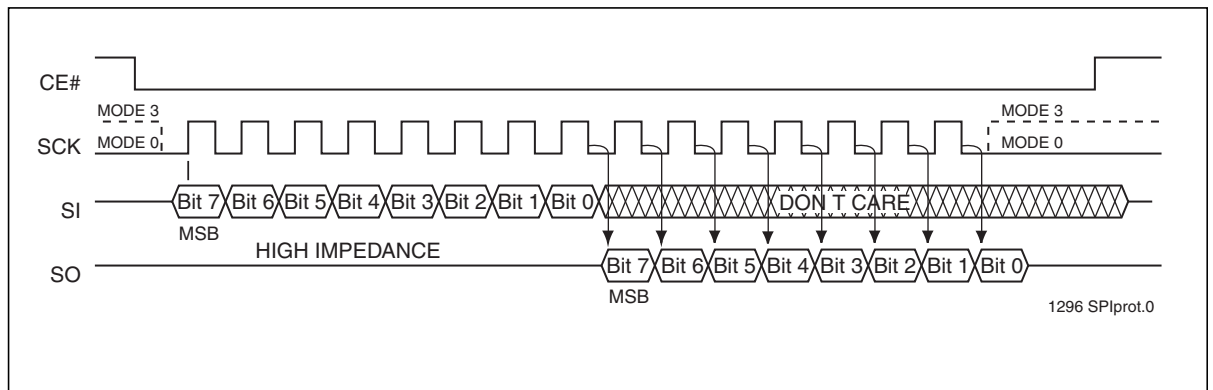 CE#
MODE 3
MODE 3
SCK
MODE 0
MODE 0
SI
Bit 7 Bit 6 Bit 5 Bit 4 Bit 3 Bit 2 Bit 1 Bit 0 DON T CARE
MSB
HIGH IMPEDANCE
SO
Bit 7 Bit 6 Bit 5 Bit 4 Bit 3 Bit 2 Bit 1 Bit 0
MSB
1296 SPIprot.0